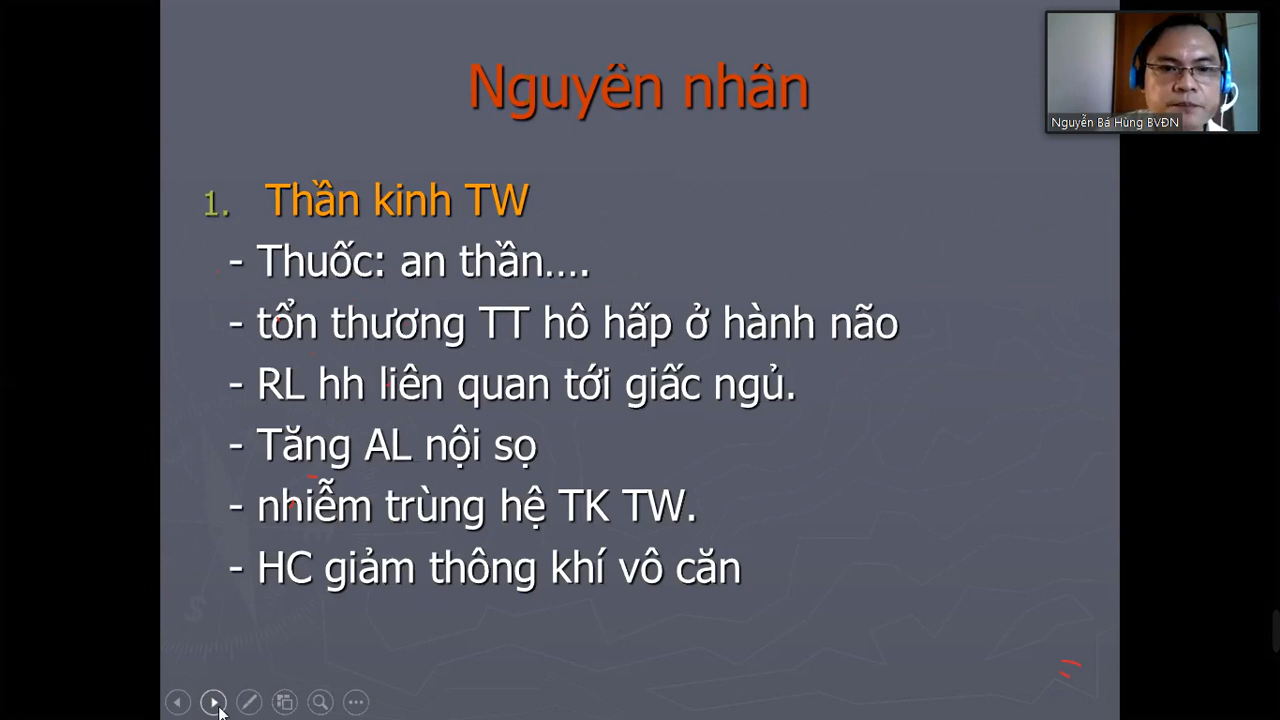 Nguyên nhân
Nguyễn Bá Hùng BVĐN
1. Thần kinh TW
- Thuốc: an thần....
- tổn thương TT hô hấp ở hành não
- RL hh liên quan tới giấc ngủ.
- Tăng AL nội sọ
- nhiễm trùng hệ TK TW.
- HC giảm thông khí vô căn